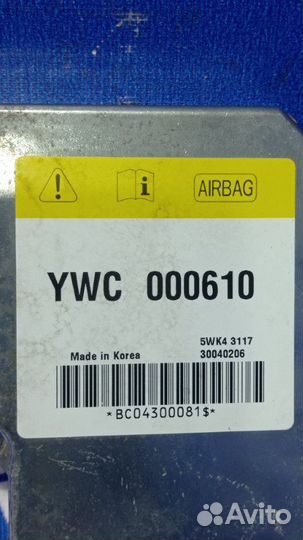 i
AIRBAG
YWC 000610
5WK4 3117
Made in Korea 30040206
*BC04300081$*
Avito